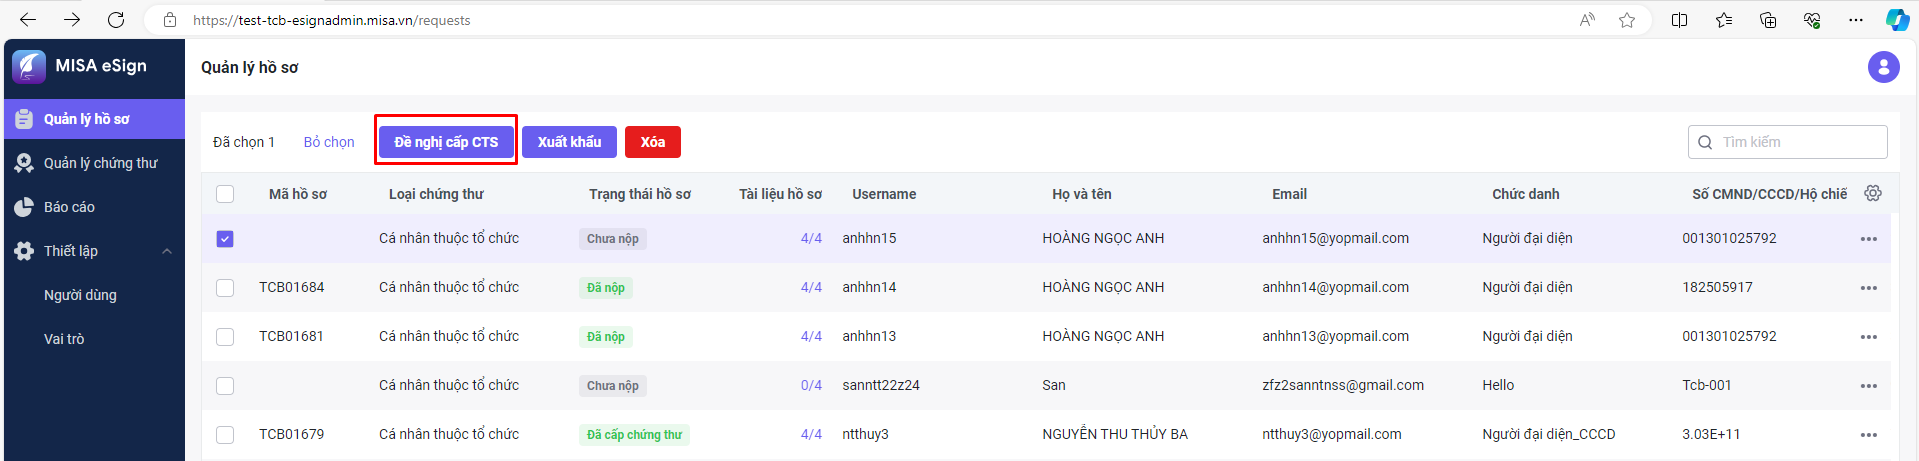 https://test-tcb-esignadmin.misa.vn/requests
MISA eSign
Quản lý hồ sơ
Quản lý chứng thư
Báo cáo
Thiết lập
Người dùng
Vai trò
Quản lý hồ sơ
Đã chọn 1 Bỏ chọn Đề nghị cấp CTS Xuất khẩu Xóa Tìm kiếm
Mã hồ sơ Loại chứng thư Trạng thái hồ sơ Tài liệu hồ sơ Username Họ và tên Email Chức danh Số CMND/CCCD/Hộ chiế
Cá nhân thuộc tổ chức Chưa nộp 4/4 anhhn15 HOÀNG NGỌC ANH anhhn15@yopmail.com Người đại diện 001301025792
TCB01684 Cá nhân thuộc tổ chức Đã nộp 4/4 anhhn14 HOÀNG NGỌC ANH anhhn14@yopmail.com Người đại diện 182505917
TCB01681 Cá nhân thuộc tổ chức Đã nộp 4/4 anhhn13 HOÀNG NGỌC ANH anhhn13@yopmail.com Người đại diện 001301025792
Cá nhân thuộc tổ chức Chưa nộp 0/4 sanntt22z24 San zfz2sanntnss@gmail.com Hello Tcb-001
TCB01679 Cá nhân thuộc tổ chức Đã cấp chứng thư 4/4 ntthuy3 NGUYỄN THU THỦY BA ntthuy3@yopmail.com Người đại diện_CCCD 3.03E+11